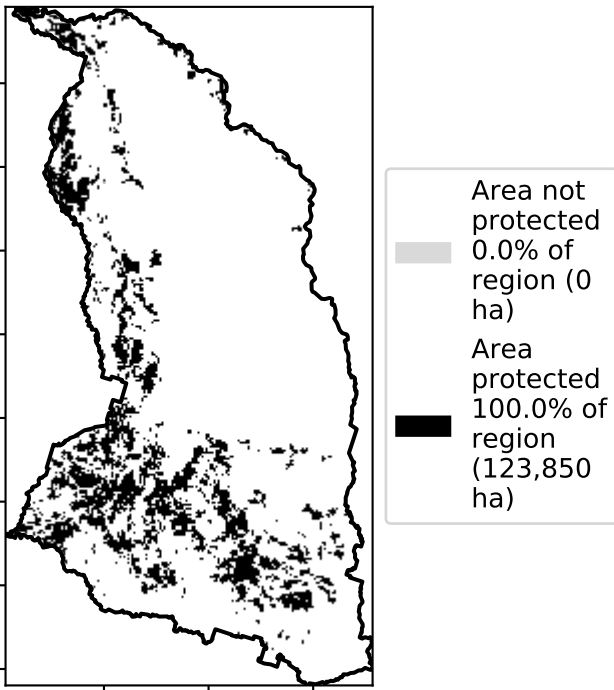 Area not
protected
0.0% of
region (0
ha)
Area
protected
100.0% of
region
(123,850
ha)